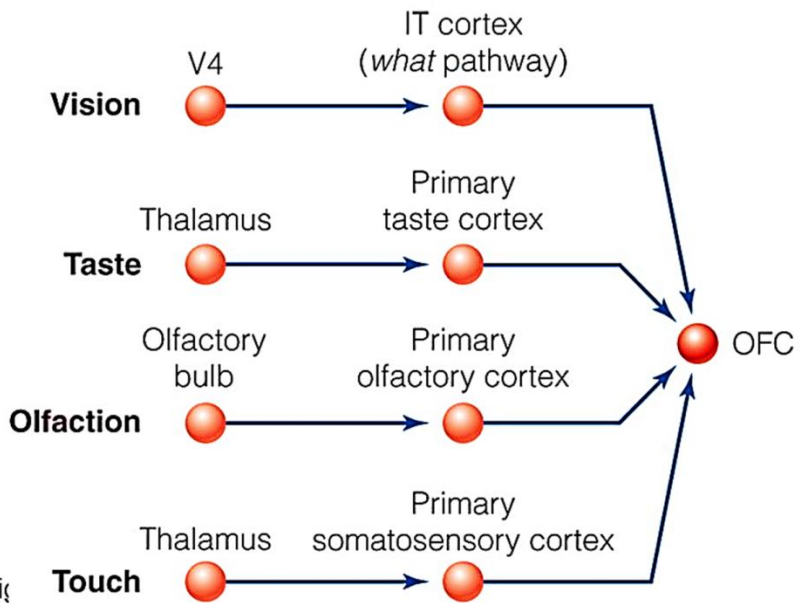 V4
IT cortex
(what pathway)
Vision
Thalamus
Primary
taste cortex
Taste
Olfactory
bulb
Primary
olfactory cortex
OFC
Olfaction
Thalamus
Primary
somatosensory cortex
Touch